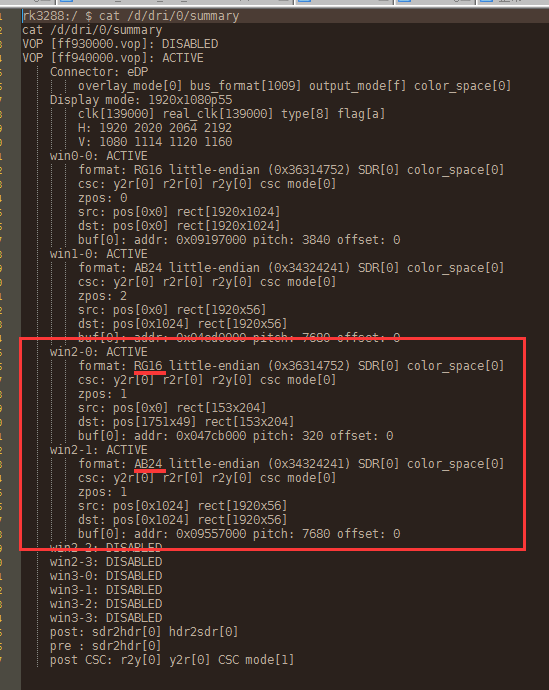 rk3288:/ $ cat /d/dri/0/summary
cat /d/dri/0/summary
VOP [ff930000.vop]: DISABLED
VOP [ff940000.vop]: ACTIVE
Connector: eDP
overlay_mode[0] bus_format[1009] output_mode[f] color_space[0]
Display mode: 1920x1080p55
clk[139000] real_clk[139000] type[8] flag[a]
H: 1920 2020 2064 2192
V: 1080 1114 1120 1160
win0-0: ACTIVE
format: RG16 little-endian (0x36314752) SDR[0] color_space[0]
csc: y2r[0] r2r[0] r2y[0] csc mode[0]
zpos: 0
src: pos[0x0] rect[1920x1024]
dst: pos[0x0] rect[1920x1024]
buf[0]: addr: 0x09197000 pitch: 3840 offset: 0
win1-0: ACTIVE
format: AB24 little-endian (0x34324241) SDR[0] color_space[0]
csc: y2r[0] r2r[0] r2y[0] csc mode[0]
zpos: 2
src: pos[0x0] rect[1920x56]
dst: pos[0x1024] rect[1920x56]
buf[0]: addr: 0x04ed0000 pitch: 7680 offset: 0
win2-0: ACTIVE
format: RG16 little-endian (0x36314752) SDR[0] color_space[0]
csc: y2r[0] r2r[0] r2y[0] csc mode[0]
zpos: 1
src: pos[0x0] rect[153x204]
dst: pos[1751x49] rect[153x204]
buf[0]: addr: 0x047cb000 pitch: 320 offset: 0
win2-1: ACTIVE
format: AB24 little-endian (0x34324241) SDR[0] color_space[0]
csc: y2r[0] r2r[0] r2y[0] csc mode[0]
zpos: 1
src: pos[0x1024] rect[1920x56]
dst: pos[0x1024] rect[1920x56]
buf[0]: addr: 0x09557000 pitch: 7680 offset: 0
win2-2: DISABLED
win2-3: DISABLED
win3-0: DISABLED
win3-1: DISABLED
win3-2: DISABLED
win3-3: DISABLED
post: sdr2hdr[0] hdr2sdr[0]
pre : sdr2hdr[0]
post CSC: r2y[0] y2r[0] CSC mode[1]